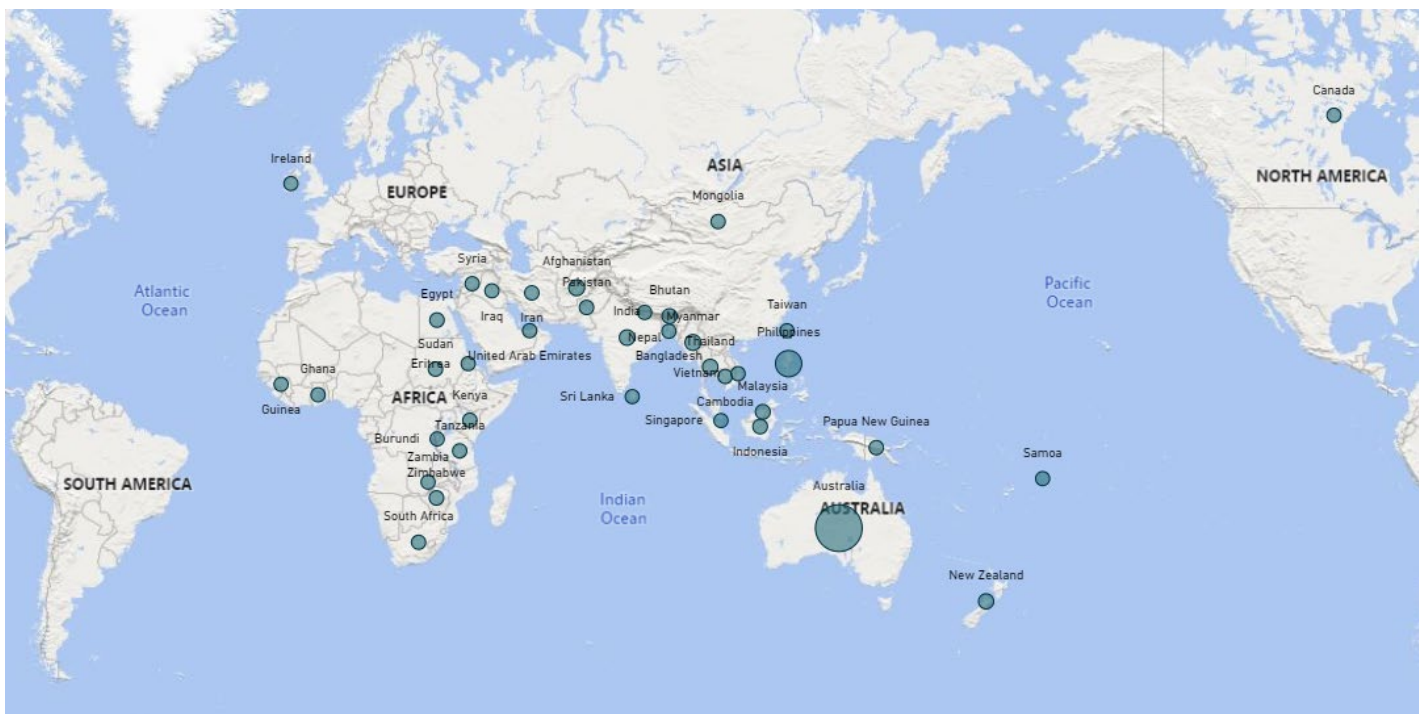 Canada
Ireland
ASIA
NORTH AMERICA
EUROPE
Mongolia
Syria
Afghanistan
Pakistan
Atlantic
Ocean
Egypt
Bhutan
Pacific
Ocean
Taiwan
Iraq
Iran
India
Myanmar
Philippines
Sudan
Nepal
Thailand
United Arab Emirates
Bangladesh
Eritrea
Ghana
Vietnam
Malaysia
Kenya
AFRICA
Sri Lanka
Cambodia
Guinea
Singapore
Papua New Guinea
Tanzania
Burundi
Indonesia
Samoa
Zambia
Zimbabwe
SOUTH AMERICA
Australia
Indian
Ocean
AUSTRALIA
South Africa
New Zealand